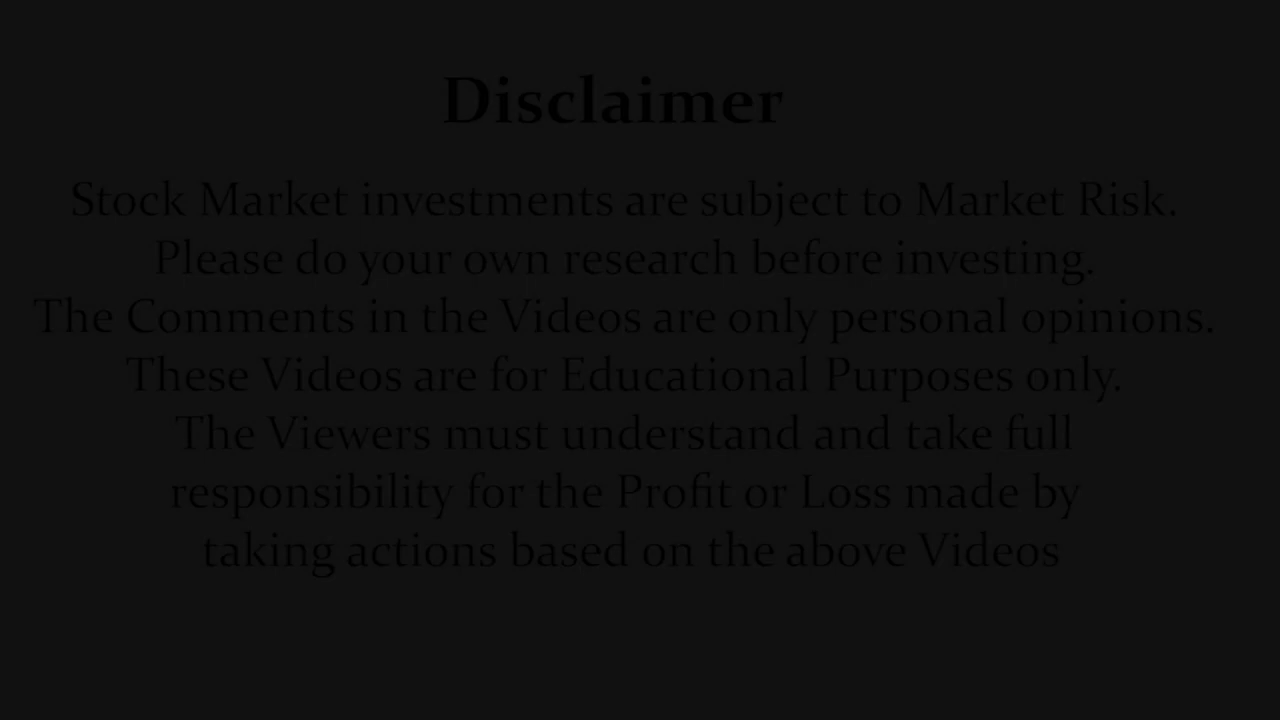 Disclaimer
Stock Market investments are subject to Market Risk.
Please do your own research before investing.
The Comments in the Videos are only personal opinions.
These Videos are for Educational Purposes only.
The Viewers must understand and take full
responsibility for the Profit or Loss made by
taking actions based on the above Videos